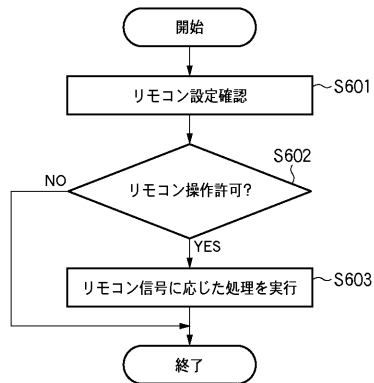 開始
リモコン設定確認
S601
S602
リモコン操作許可?
NO
YES
リモコン信号に応じた処理を実行
S603
終了